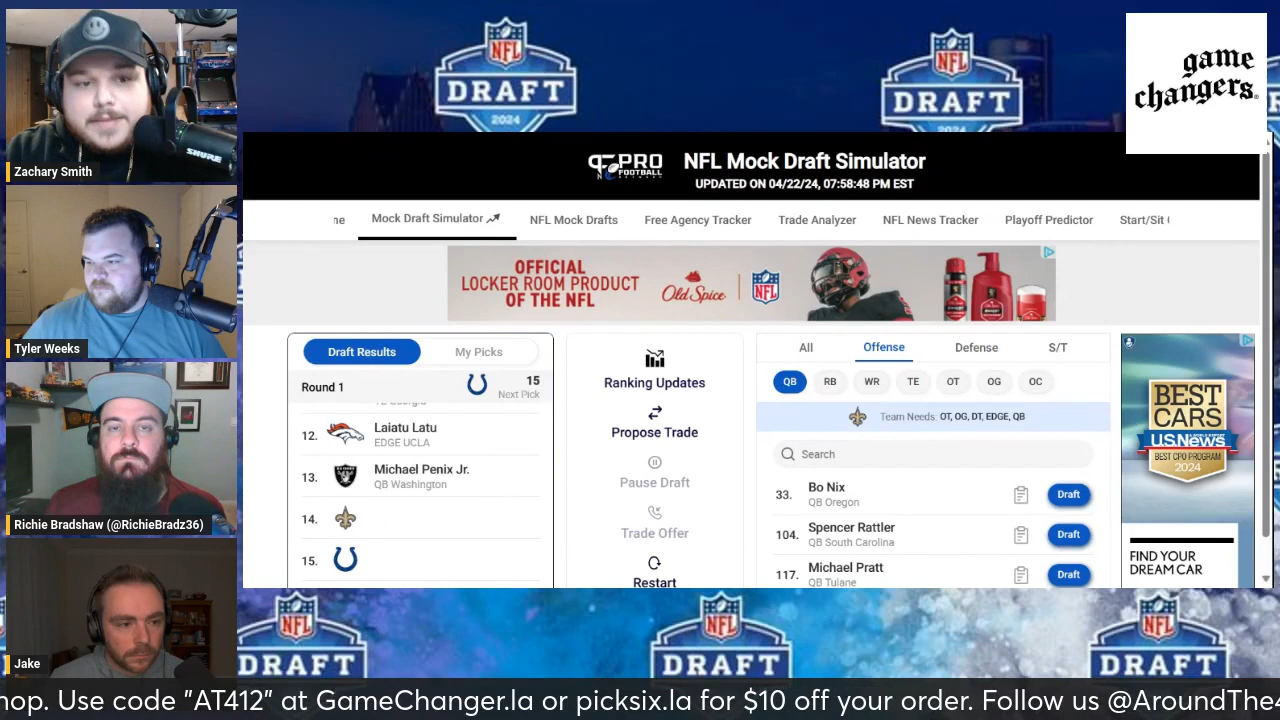 Zachary Smith
SHURE
Tyler Weeks
Richie Bradshaw (@RichieBradz36)
Jake
NFL
DRAFT
2024
NFL
DRAFT
2024
game
changers®
PRO
FOOTBALL
NETWORK
NFL Mock Draft Simulator
UPDATED ON 04/22/24, 07:58:48 PM EST
ne
Mock Draft Simulator
NFL Mock Drafts
Free Agency Tracker
Trade Analyzer
NFL News Tracker
Playoff Predictor
Start/Sit
OFFICIAL
LOCKER ROOM PRODUCT
OF THE NFL
Old Spice
NFL
Draft Results
My Picks
Round 1
15
Next Pick
12.
Laiatu Latu
EDGE UCLA
13.
Michael Penix Jr.
QB Washington
14.
15.
Ranking Updates
Propose Trade
Pause Draft
Trade Offer
Restart
All
Offense
Defense
S/T
QB
RB
WR
TE
OT
OG
OC
Team Needs: OT, OG, DT, EDGE, QB
Search
33.
Bo Nix
QB Oregon
Draft
104.
Spencer Rattler
QB South Carolina
Draft
117.
Michael Pratt
QB Tulane
Draft
BEST
CARS
U.S.News
BEST CPO PROGRAM
2024
FIND YOUR
DREAM CAR
NFL
DRAFT
NFL
DRAFT
NFL
DRAFT
hop. Use code "AT412" at GameChanger.la or picksix.la for $10 off your order. Follow us @AroundThe4